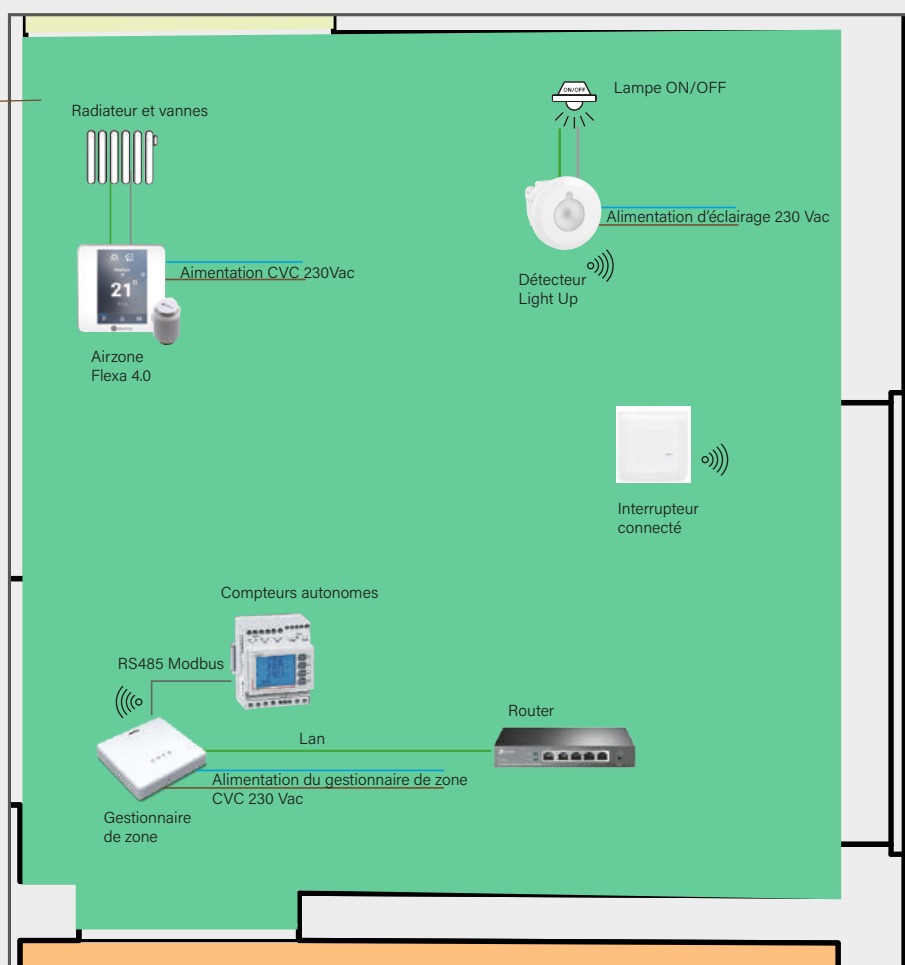 Lampe ON/OFF
ON/OFF
Radiateur et vannes
Alimentation d'éclairage 230 Vac
Aimentation CVC 230Vac
21
Détecteur
Light Up
Airzone
Flexa 4.0
Interrupteur
connecté
Compteurs autonomes
RS485 Modbus
Router
Lan
Alimentation du gestionnaire de zone
CVC 230 Vac
Gestionnaire
de zone